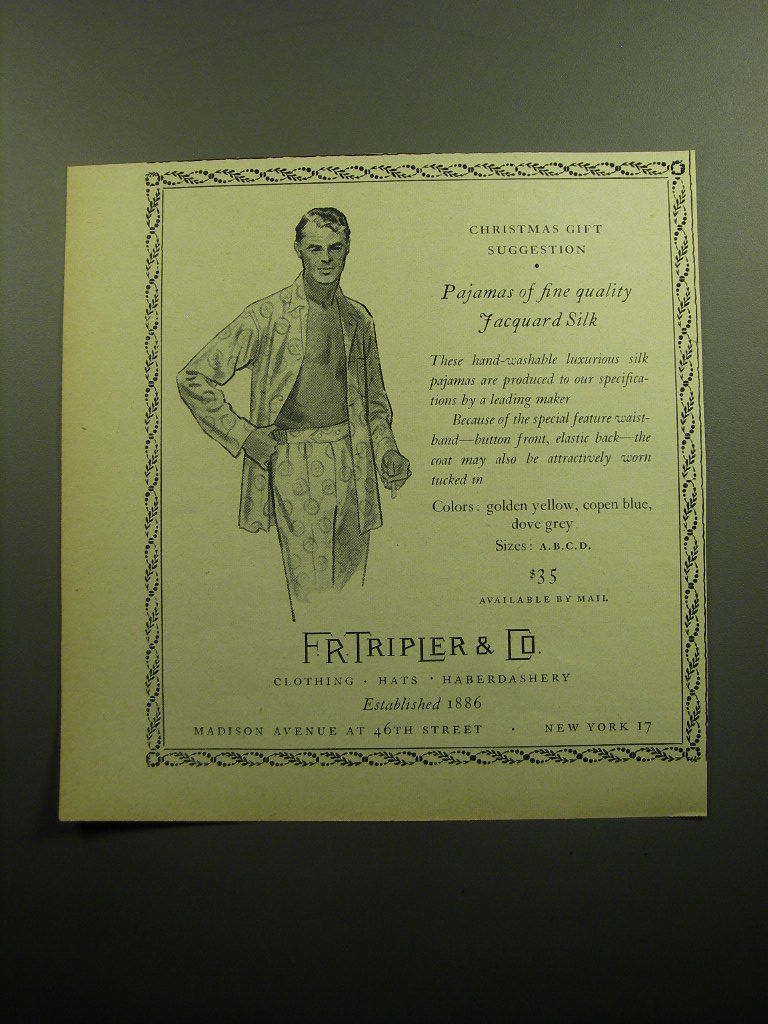 CHRISTMAS GIFT
SUGGESTION
•
Pajamas of fine quality
Jacquard Silk
These hand-washable luxurious silk
pajamas are produced to our specifica-
tions by a leading maker
Because of the special feature waist-
band—button front, elastic back—the
coat may also be attractively worn
tucked in
Colors: golden yellow, copen blue,
dove grey
Sizes: A.B.C.D.
$35
AVAILABLE BY MAIL
F.R. TRIPLER & CO.
CLOTHING • HATS • HABERDASHERY
Established 1886
MADISON AVENUE AT 46TH STREET • NEW YORK 17